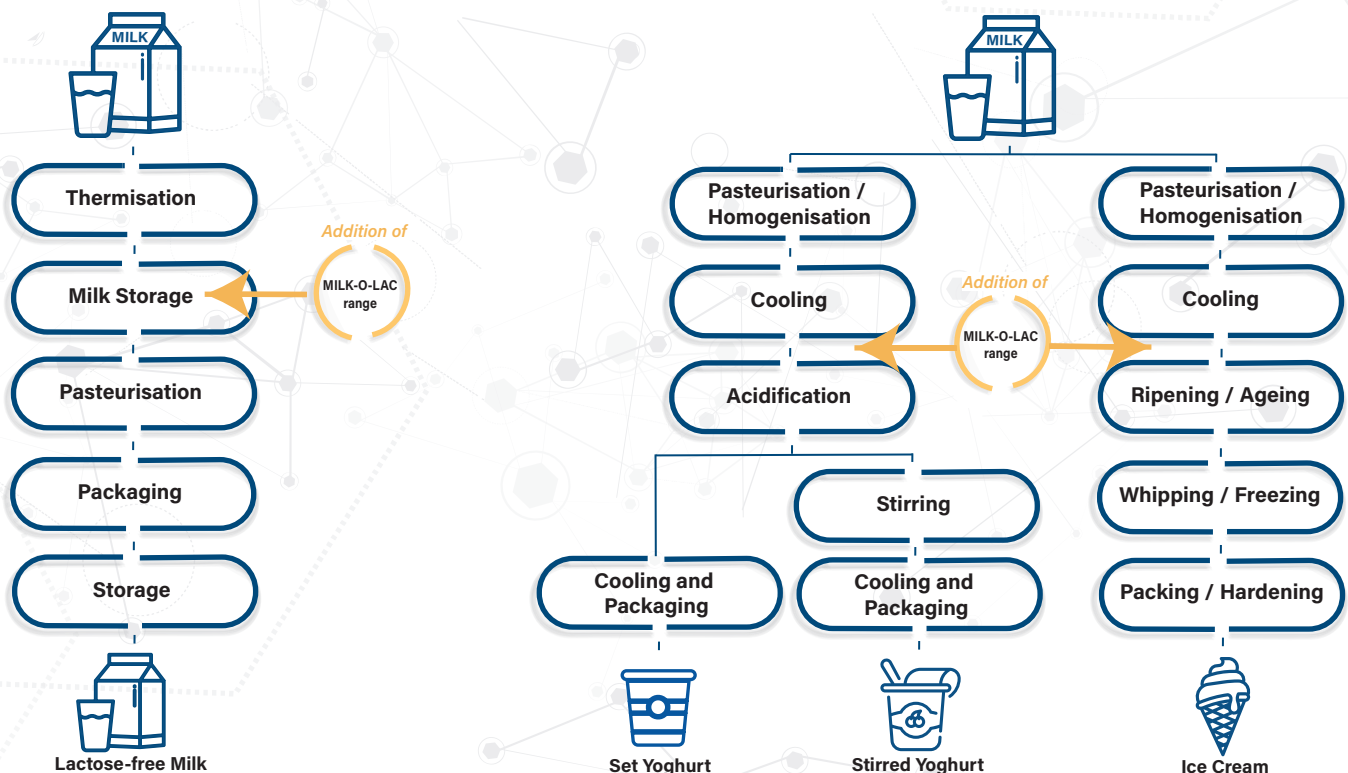 MILK
Thermisation
Addition of
MILK-O-LAC
range
Milk Storage
Pasteurisation
Packaging
Storage
Lactose-free Milk
MILK
Pasteurisation /
Homogenisation
Cooling
Addition of
MILK-O-LAC
range
Acidification
Cooling and
Packaging
Set Yoghurt
Stirring
Cooling and
Packaging
Stirred Yoghurt
Pasteurisation /
Homogenisation
Cooling
Ripening / Ageing
Whipping / Freezing
Packing / Hardening
Ice Cream